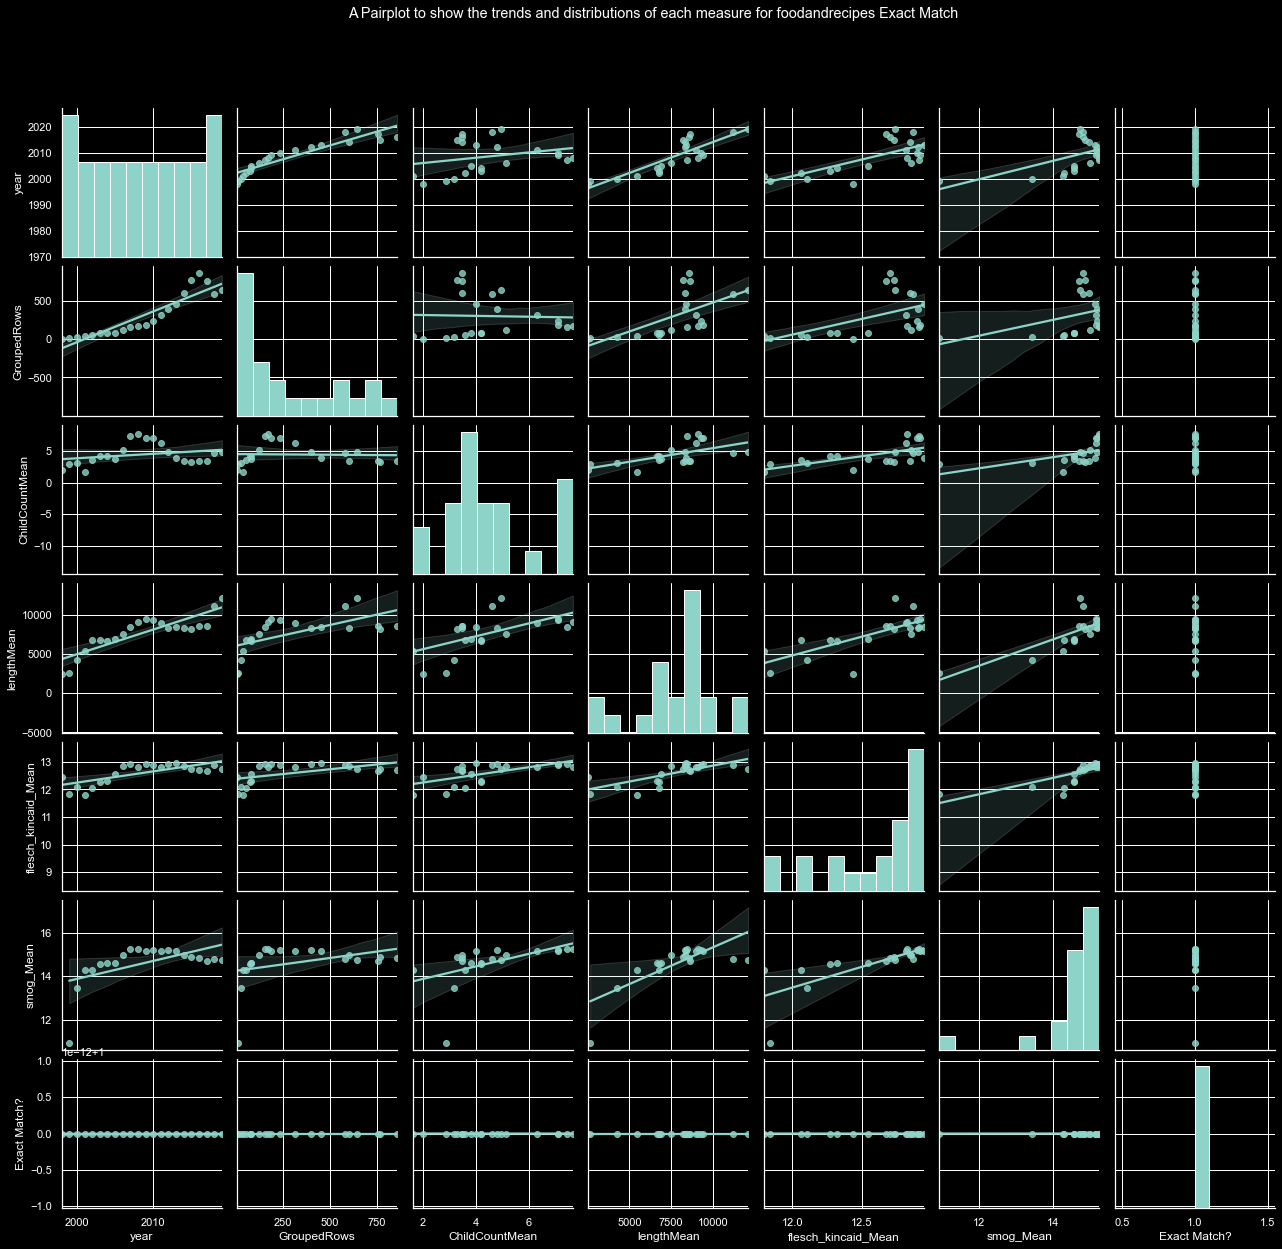 A Pairplot to show the trends and distributions of each measure for foodandrecipes Exact Match
2020
2010
2000
1990
1980
1970
year
500
0
−500
GroupedRows
5
0
−5
−10
ChildCountMean
10000
5000
0
−5000
lengthMean
13
12
11
10
9
flesch_kincaid_Mean
16
14
12
smog_Mean
1e−12+1
1.0
0.5
0.0
−0.5
−1.0
Exact Match?
2000 2010 250 500 750 2 4 6 5000 7500 10000 12.0 12.5 12 14 0.5 1.0 1.5
year GroupedRows ChildCountMean lengthMean flesch_kincaid_Mean smog_Mean Exact Match?